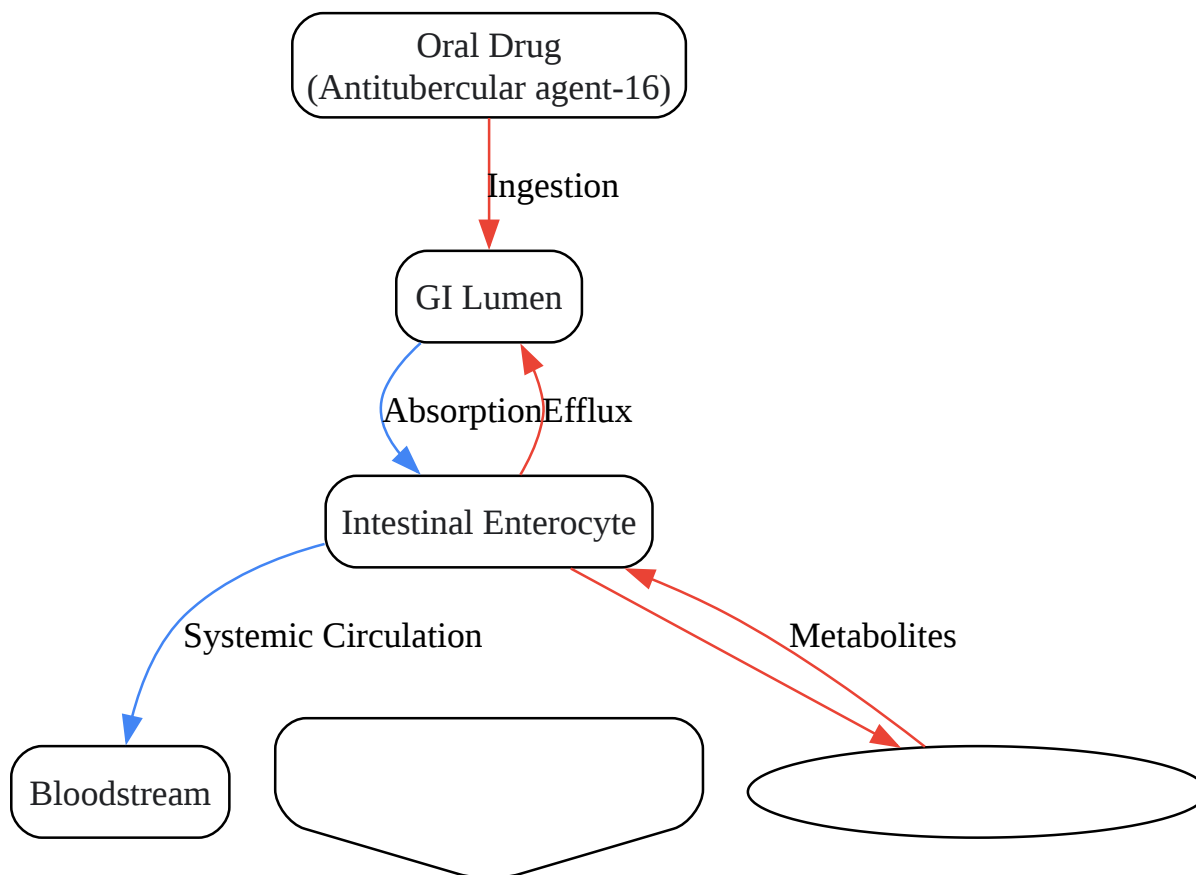 Oral Drug
(Antitubercular agent-16)
Ingestion
GI Lumen
Absorption
Efflux
Intestinal Enterocyte
Systemic Circulation
Metabolites
Bloodstream